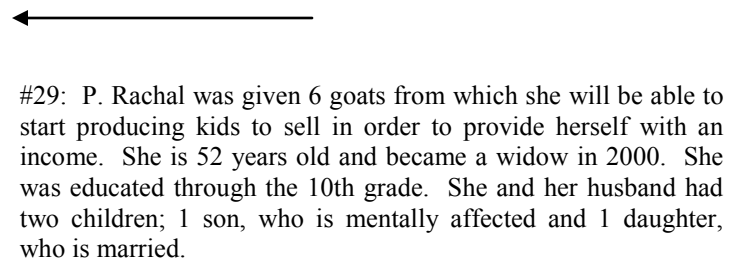 #29: P. Rachal was given 6 goats from which she will be able to
start producing kids to sell in order to provide herself with an
income. She is 52 years old and became a widow in 2000. She
was educated through the 10th grade. She and her husband had
two children; 1 son, who is mentally affected and 1 daughter,
who is married.